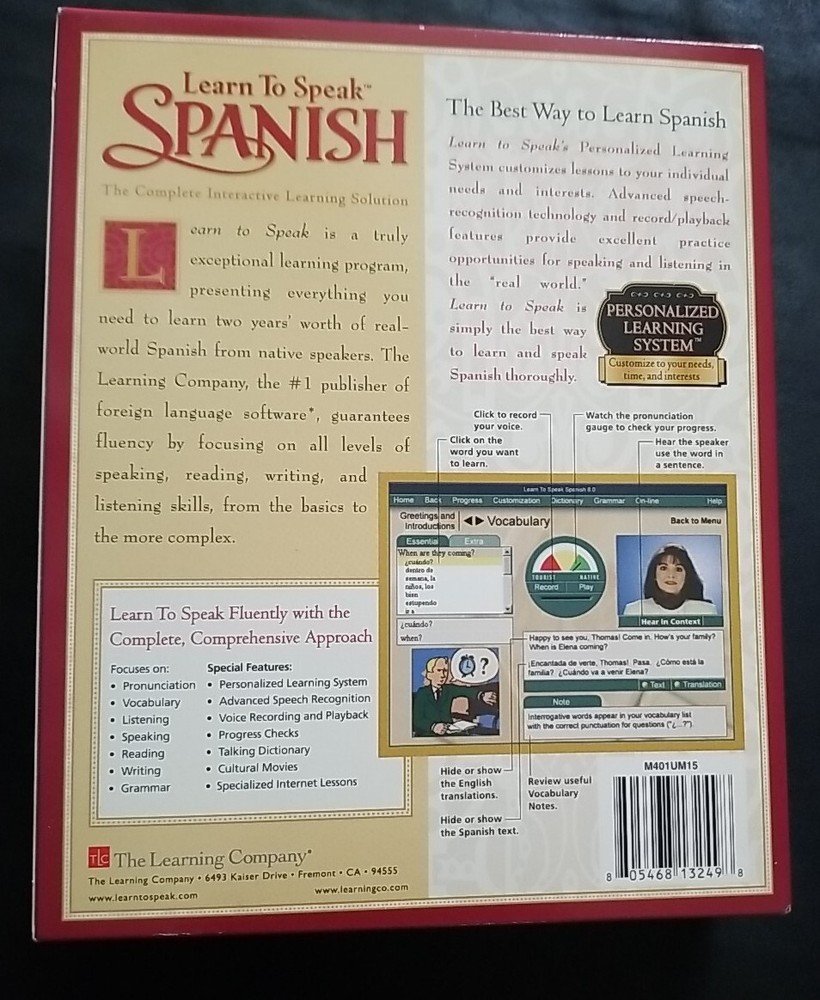 Learn To Speak™
SPANISH
The Complete Interactive Learning Solution
Learn to Speak is a truly
exceptional learning program,
presenting everything you
need to learn two years' worth of real-
world Spanish from native speakers. The
Learning Company, the #1 publisher of
foreign language software*, guarantees
fluency by focusing on all levels of
speaking, reading, writing, and
listening skills, from the basics to
the more complex.
Learn To Speak Fluently with the
Complete, Comprehensive Approach
Focuses on:
• Pronunciation
• Vocabulary
• Listening
• Speaking
• Reading
• Writing
• Grammar
Special Features:
• Personalized Learning System
• Advanced Speech Recognition
• Voice Recording and Playback
• Progress Checks
• Talking Dictionary
• Cultural Movies
• Specialized Internet Lessons
TLC The Learning Company®
The Learning Company • 6493 Kaiser Drive • Fremont • CA • 94555
www.learntospeak.com
www.learningco.com
The Best Way to Learn Spanish
Learn to Speak's Personalized Learning
System customizes lessons to your individual
needs and interests. Advanced speech-
recognition technology and record/playback
features provide excellent practice
opportunities for speaking and listening in
the "real world."
Learn to Speak is
simply the best way
to learn and speak
Spanish thoroughly.
PERSONALIZED
LEARNING
SYSTEM™
Customize to your needs,
time, and interests
Click to record
your voice.
Watch the pronunciation
gauge to check your progress.
Click on the
word you want
to learn.
Hear the speaker
use the word in
a sentence.
Learn To Speak Spanish 8.0
Home Back Progress Customization Dictionary Grammar On-line Help
Greetings and
Introductions
Vocabulary
Back to Menu
Essential Extra
When are they coming?
¿cuándo?
dentro de
semana, la
niños, los
bien
estupendo
ir a
¿cuándo?
when?
TOURIST NATIVE
Record Play
Hear In Context
?
Happy to see you, Thomas! Come in. How's your family?
When is Elena coming?
¡Encantada de verte, Thomas! Pasa. ¿Cómo está la
familia? ¿Cuándo va a venir Elena?
Text Translation
Note
Interrogative words appear in your vocabulary list
with the correct punctuation for questions ("¿...?").
Hide or show
the English
translations.
Hide or show
the Spanish text.
Review useful
Vocabulary
Notes.
M401UM15
8 05468 13249 8